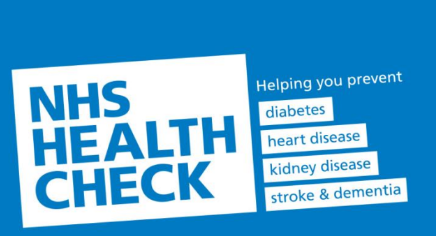 NHS
HEALTH
CHECK
Helping you prevent
diabetes
heart disease
kidney disease
stroke & dementia